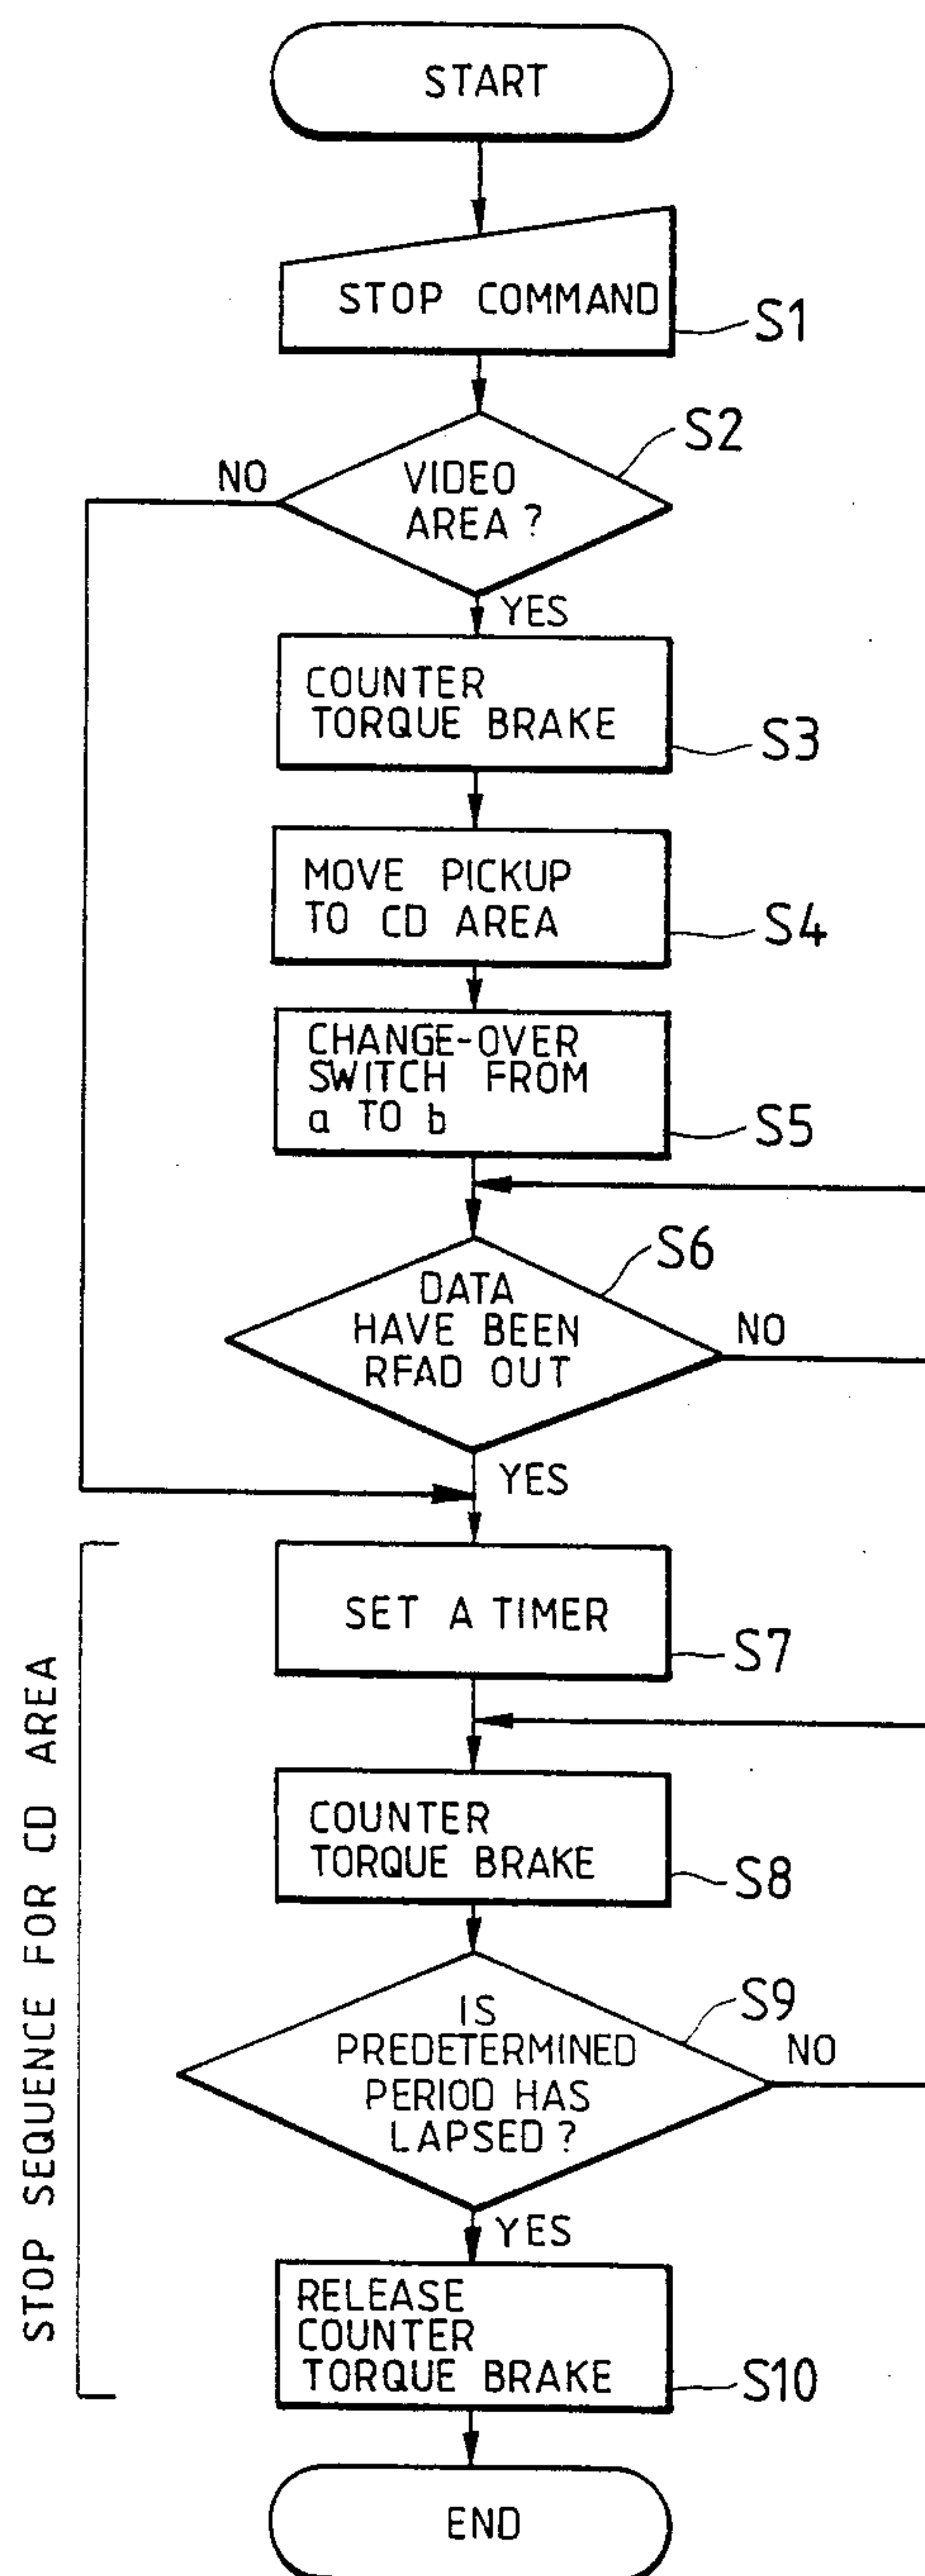 START
STOP COMMAND
S1
S2
NO
VIDEO
AREA ?
YES
COUNTER
TORQUE BRAKE
S3
MOVE PICKUP
TO CD AREA
S4
CHANGE-OVER
SWITCH FROM
a TO b
S5
S6
DATA
HAVE BEEN
RFAD OUT
NO
YES
STOP SEQUENCE FOR CD AREA
SET A TIMER
S7
COUNTER
TORQUE BRAKE
S8
S9
IS
PREDETERMINED
PERIOD HAS
LAPSED ?
NO
YES
RELEASE
COUNTER
TORQUE BRAKE
S10
END